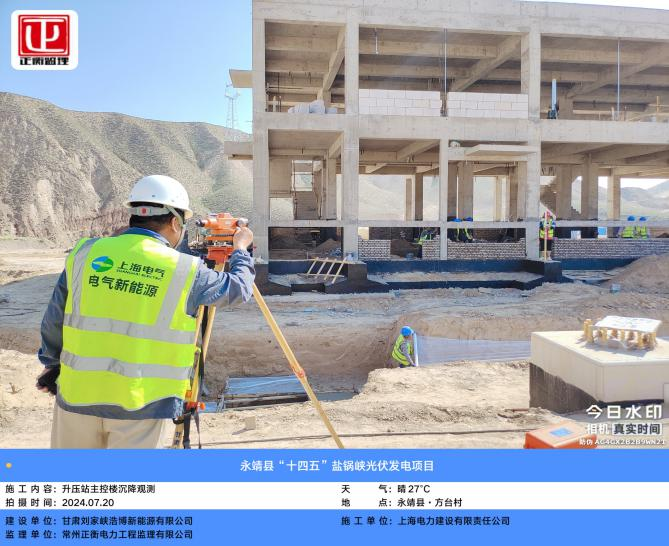 正衡监理
上海电气
SHANGHAI ELECTRIC
电气新能源
今日水印
相机 真实时间
防伪 AG4GX2B2B9WN21
永靖县“十四五”盐锅峡光伏发电项目
施工内容：升压站主控楼沉降观测
天气：晴 27℃
拍摄时间：2024.07.20
地点：永靖县·方台村
建设单位：甘肃刘家峡浩博新能源有限公司
施工单位：上海电力建设有限责任公司
监理单位：常州正衡电力工程监理有限公司